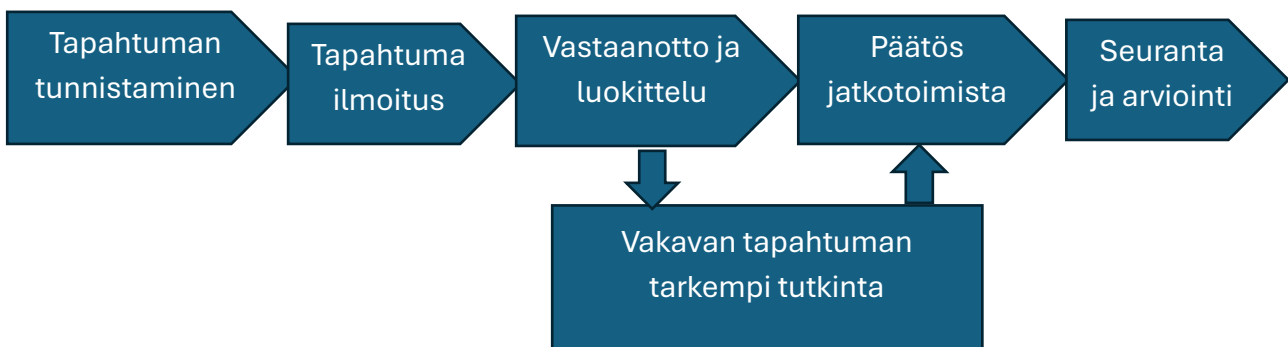 Tapahtuman
tunnistaminen
Tapahtuma
ilmoitus
Vastaanotto ja
luokittelu
Päätös
jatkotoimista
Seuranta
ja arviointi
Vakavan tapahtuman
tarkempi tutkinta